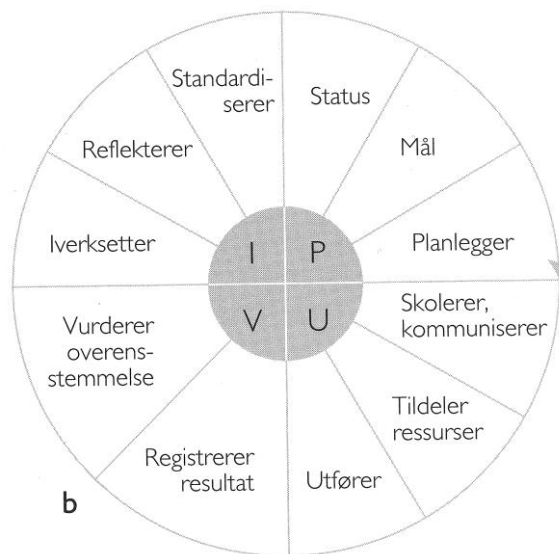 Standardi-
serer
Status
Mål
Planlegger
Skolerer,
kommuniserer
Tildeler
ressurser
Utfører
Registrerer
resultat
Vurderer
overens-
stemmelse
Iverksetter
Reflekterer
I
P
V
U
b